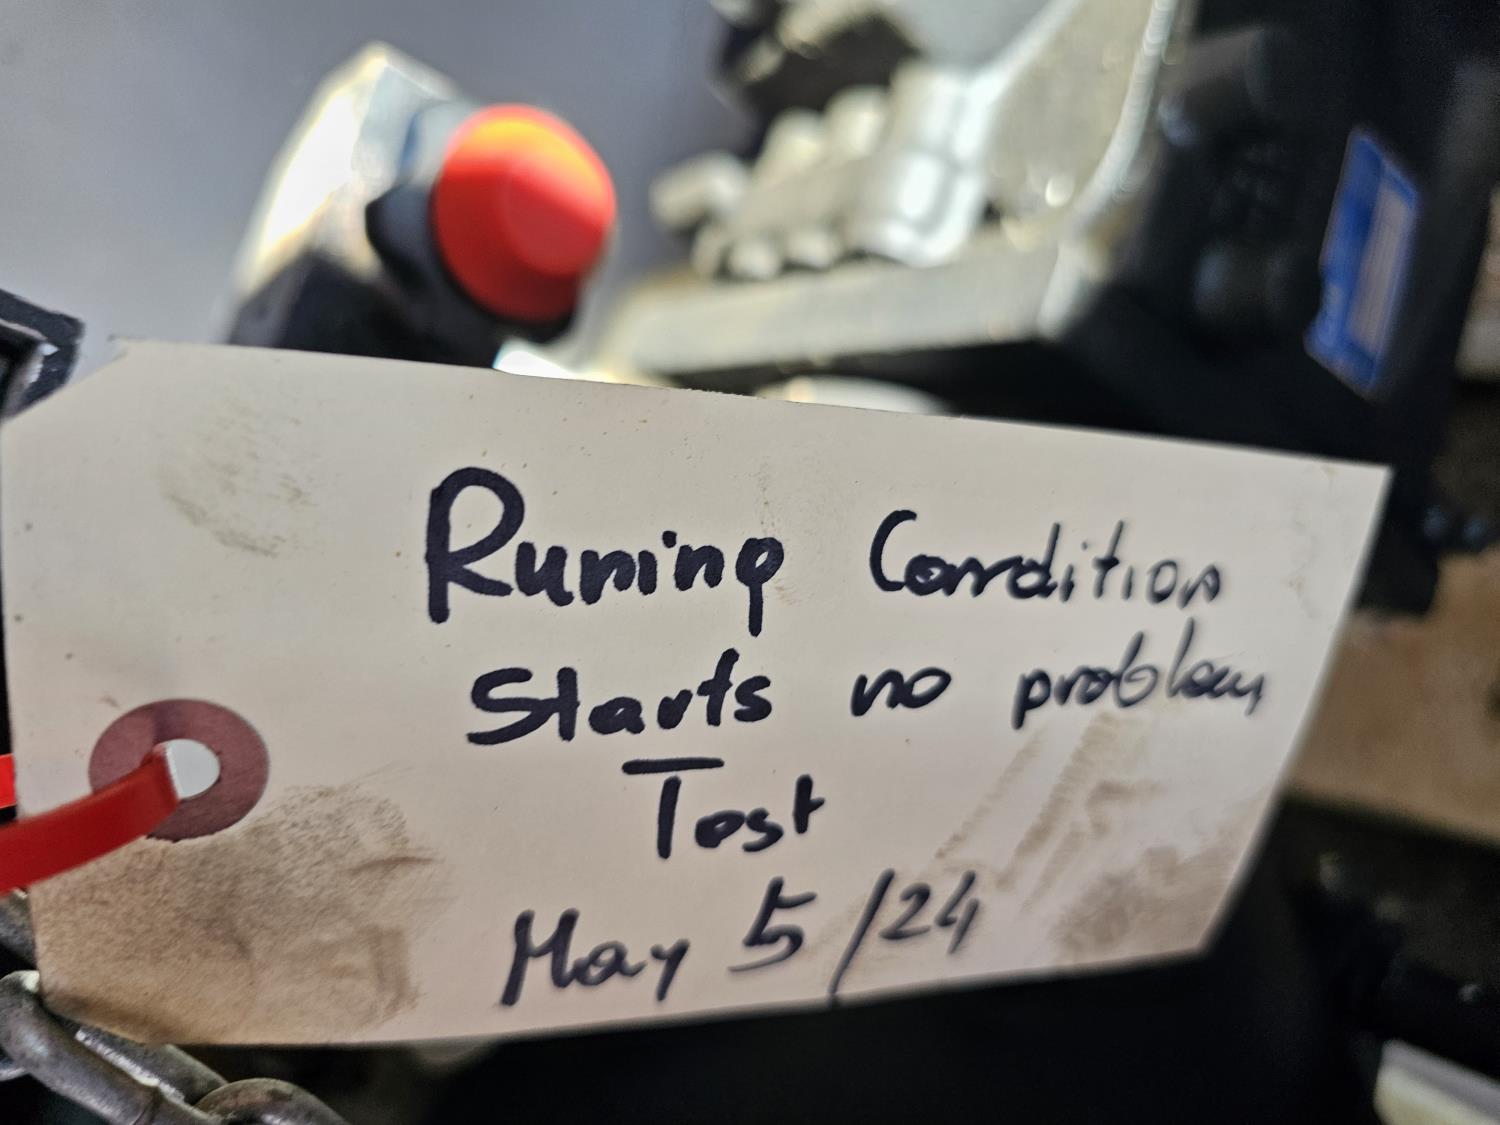 Runing Condition
Starts no problem
Test
May 5/24